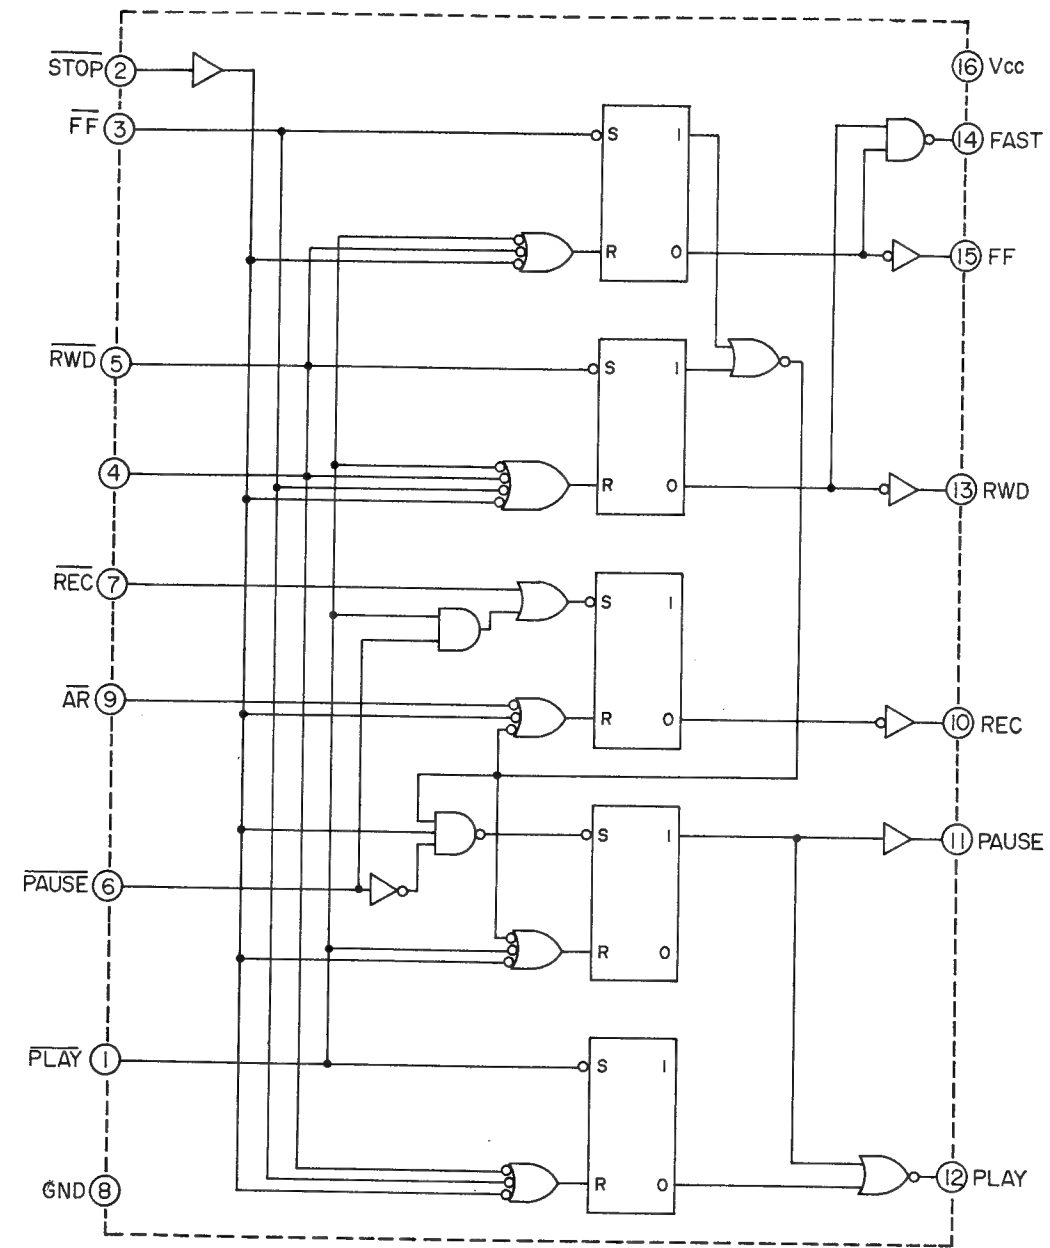 STOP 2
16 Vcc
FF 3
S 1
14 FAST
R 0
15 FF
RWD 5
S 1
4
R 0
13 RWD
REC 7
S 1
AR 9
R 0
10 REC
S 1
11 PAUSE
PAUSE 6
R 0
PLAY 1
S 1
GND 8
R 0
12 PLAY